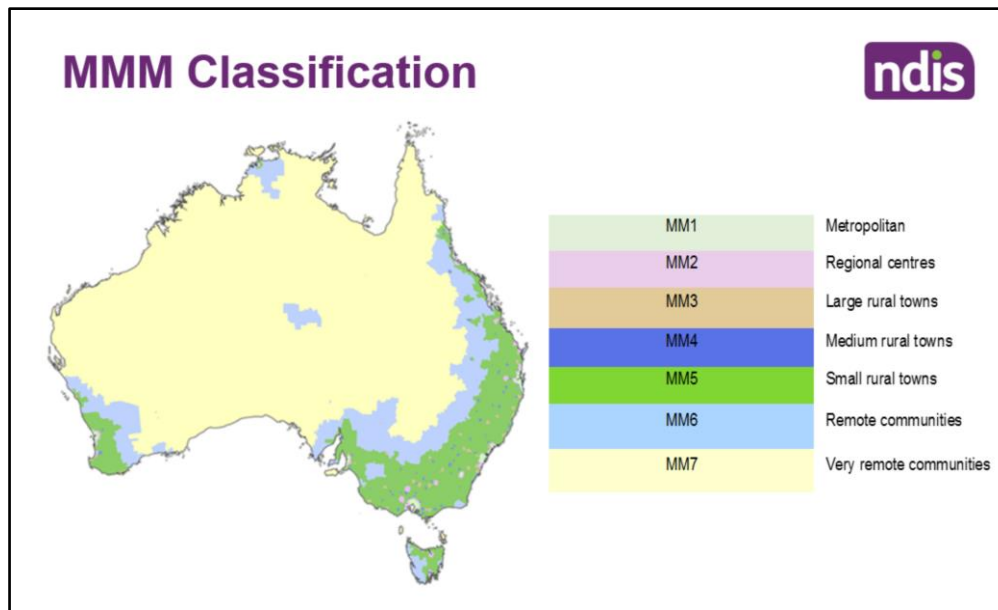 MMM Classification
ndis
MM1 Metropolitan
MM2 Regional centres
MM3 Large rural towns
MM4 Medium rural towns
MM5 Small rural towns
MM6 Remote communities
MM7 Very remote communities